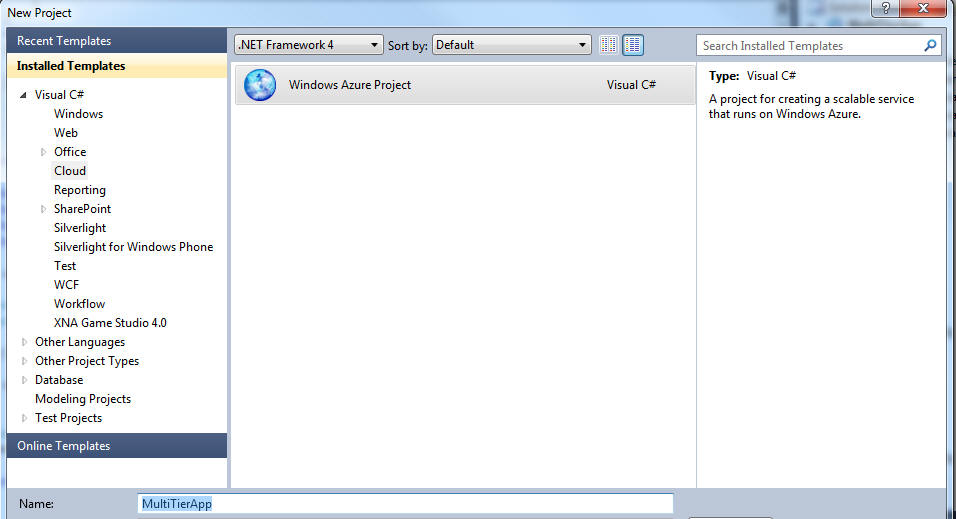 New Project
?
Recent Templates
Installed Templates
Visual C#
Windows
Web
Office
Cloud
Reporting
SharePoint
Silverlight
Silverlight for Windows Phone
Test
WCF
Workflow
XNA Game Studio 4.0
Other Languages
Other Project Types
Database
Modeling Projects
Test Projects
Online Templates
.NET Framework 4
Sort by: Default
Windows Azure Project Visual C#
Search Installed Templates
Type: Visual C#
A project for creating a scalable service
that runs on Windows Azure.
Name: MultiTierApp